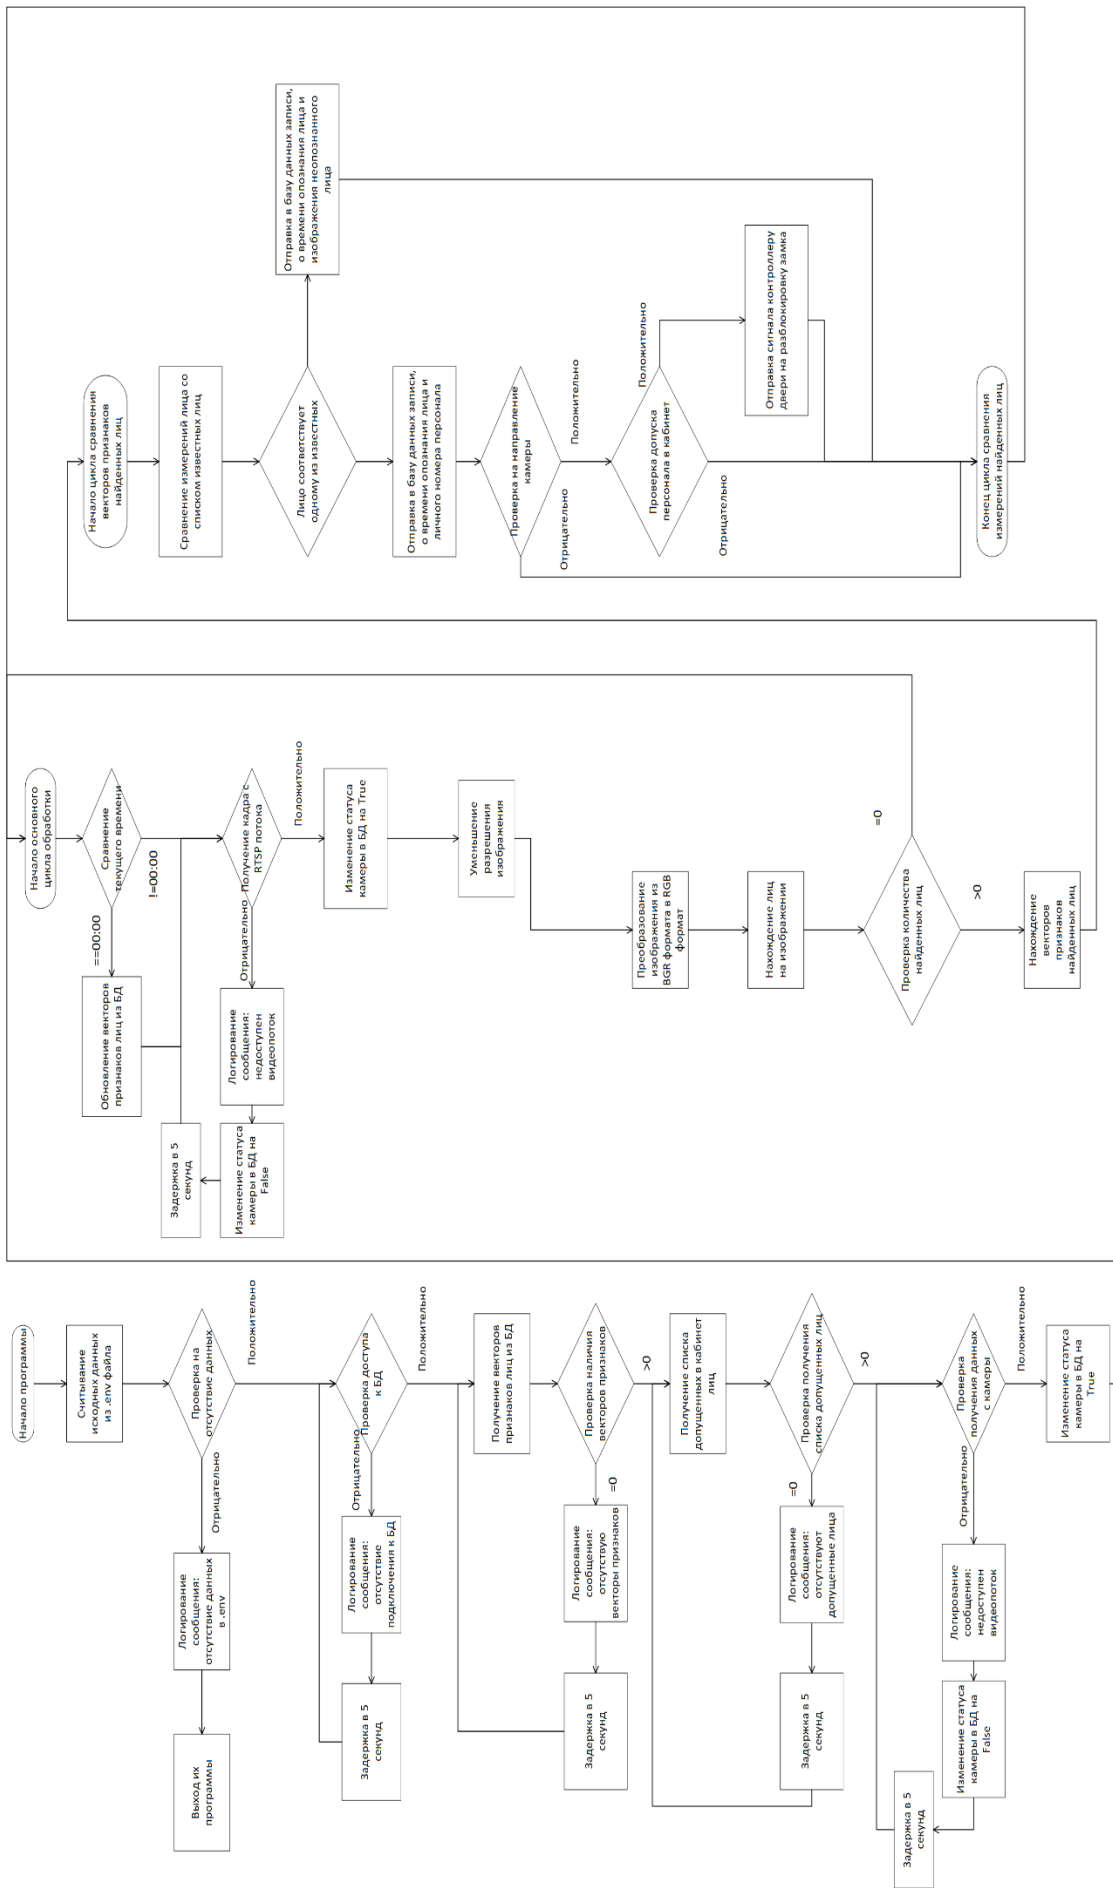 Начало программы
Считывание
исходных данных
из .env файла
Проверка на
отсутствие данных
Отрицательно
Положительно
Логирование
сообщения:
отсутствие данных
в .env
Выход их
программы
Проверка доступа
к БД
Отрицательно
Положительно
Логирование
сообщения:
отсутствие
подключения к БД
Задержка в 5
секунд
Получение векторов
признаков лиц из БД
Проверка наличия
векторов признаков
=0
>0
Логирование
сообщения:
отсутствую
векторы признаков
Задержка в 5
секунд
Получение списка
допущенных в кабинет
лиц
Проверка получения
списка допущенных лиц
=0
>0
Логирование
сообщения:
отсутствуют
допущенные лица
Задержка в 5
секунд
Проверка
получения данных
с камеры
Отрицательно
Положительно
Логирование
сообщения:
недоступен
видеопоток
Изменение статуса
камеры в БД на
False
Задержка в 5
секунд
Изменение статуса
камеры в БД на
True
Начало основного
цикла обработки
Сравнение
текущего времени
==00:00
!=00:00
Обновление векторов
признаков лиц из БД
Получение кадра с
RTSP потока
Отрицательно
Положительно
Логирование
сообщения:
недоступен
видеопоток
Изменение статуса
камеры в БД на
False
Задержка в 5
секунд
Изменение статуса
камеры в БД на True
Уменьшение
разрешения
изображения
Преобразование
изображения из
BGR формата в RGB
формат
Нахождение лиц
на изображении
Проверка количества
найденных лиц
=0
>0
Нахождение
векторов
признаков
найденных лиц
Начало цикла сравнения
векторов признаков
найденных лиц
Сравнение измерений лица со
списком известных лиц
Лицо соответствует
одному из известных
Отправка в базу данных записи,
о времени опознания лица и
изображения неопознанного
лица
Отправка в базу данных записи,
о времени опознания лица и
личного номера персонала
Проверка на направление
камеры
Отрицательно
Положительно
Проверка допуска
персонала в кабинет
Положительно
Отрицательно
Отправка сигнала контроллеру
двери на разблокировку замка
Конец цикла сравнения
измерений найденных лиц